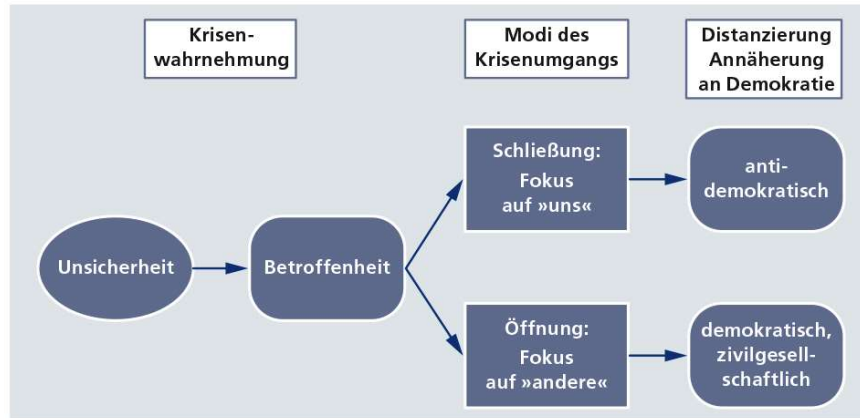 Krisen-
wahrnehmung
Modi des
Krisenumgangs
Distanzierung
Annäherung
an Demokratie
Unsicherheit
Betroffenheit
Schließung:
Fokus
auf »uns«
anti-
demokratisch
Öffnung:
Fokus
auf »andere«
demokratisch,
zivilgesell-
schaftlich